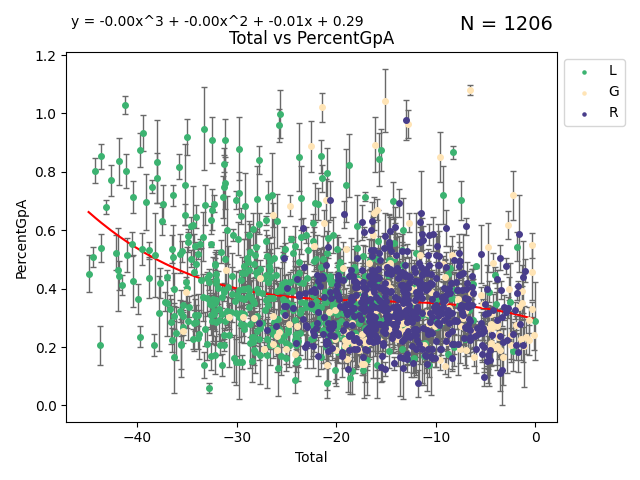 y = -0.00x^3 + -0.00x^2 + -0.01x + 0.29
N = 1206
Total vs PercentGpA
1.2
1.0
0.8
0.6
0.4
0.2
0.0
PercentGpA
−40
−30
−20
−10
0
Total
L
G
R